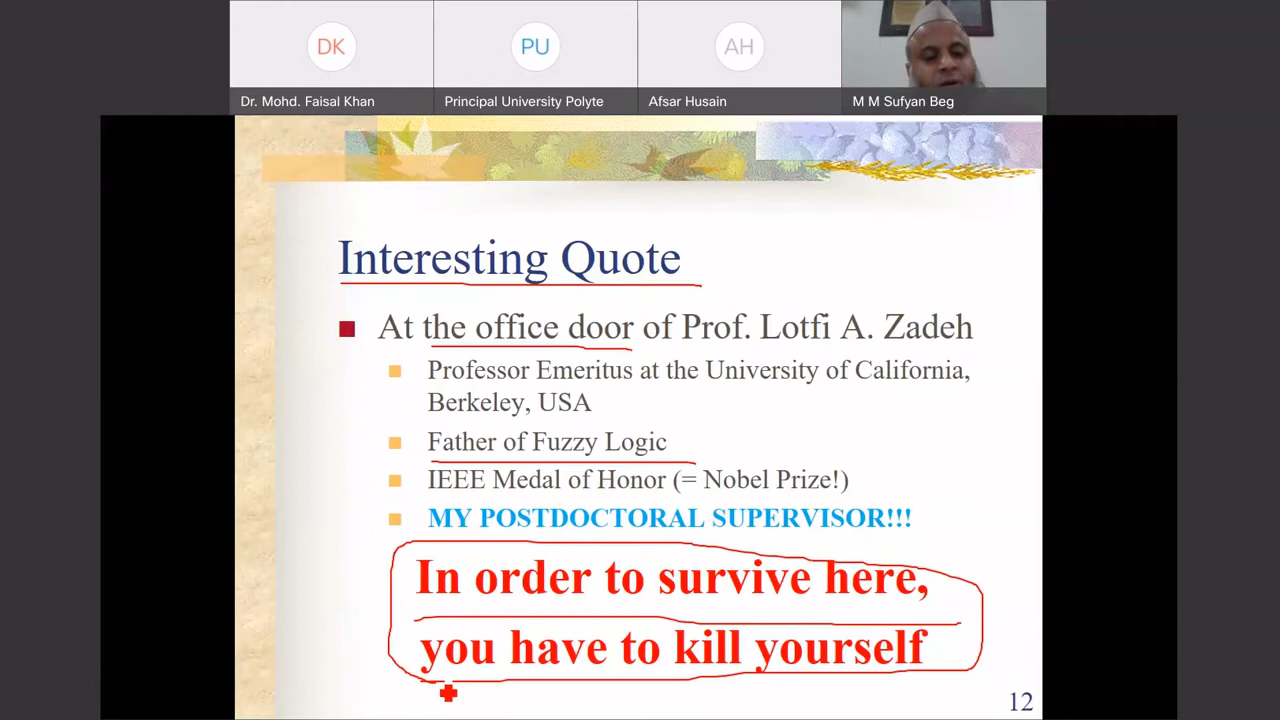 DK
PU
AH
Dr. Mohd. Faisal Khan
Principal University Polyte
Afsar Husain
M M Sufyan Beg
Interesting Quote
At the office door of Prof. Lotfi A. Zadeh
Professor Emeritus at the University of California,
Berkeley, USA
Father of Fuzzy Logic
IEEE Medal of Honor (= Nobel Prize!)
MY POSTDOCTORAL SUPERVISOR!!!
In order to survive here,
you have to kill yourself
12